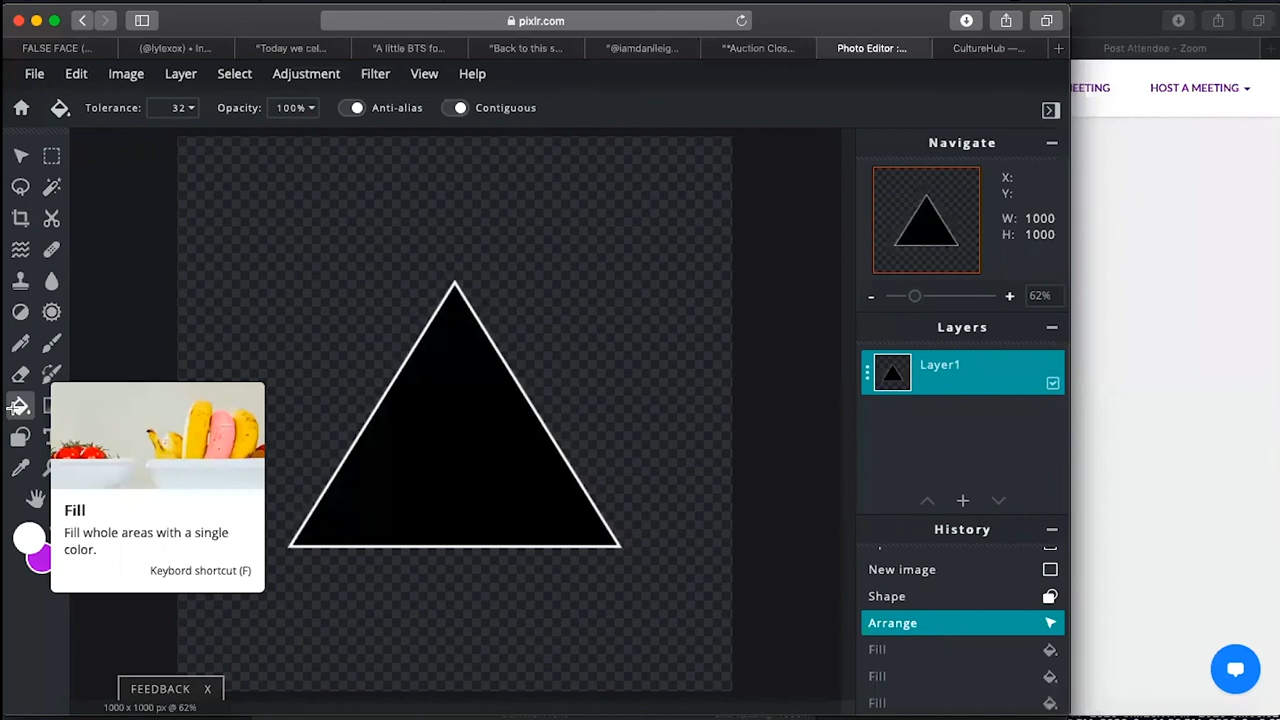 pixlr.com
FALSE FACE (...
(@lylexox) • In...
"Today we cel...
"A little BTS fo...
"Back to this s...
"@iamdanileig...
"*Auction Clos...
Photo Editor :...
CultureHub —...
Post Attendee - Zoom
File
Edit
Image
Layer
Select
Adjustment
Filter
View
Help
EETING
HOST A MEETING
Tolerance: 32
Opacity: 100%
Anti-alias
Contiguous
Navigate
X:
Y:
W: 1000
H: 1000
62%
Layers
Layer1
Fill
Fill whole areas with a single
color.
Keybord shortcut (F)
History
New image
Shape
Arrange
Fill
Fill
Fill
FEEDBACK X
1000 x 1000 px @ 62%